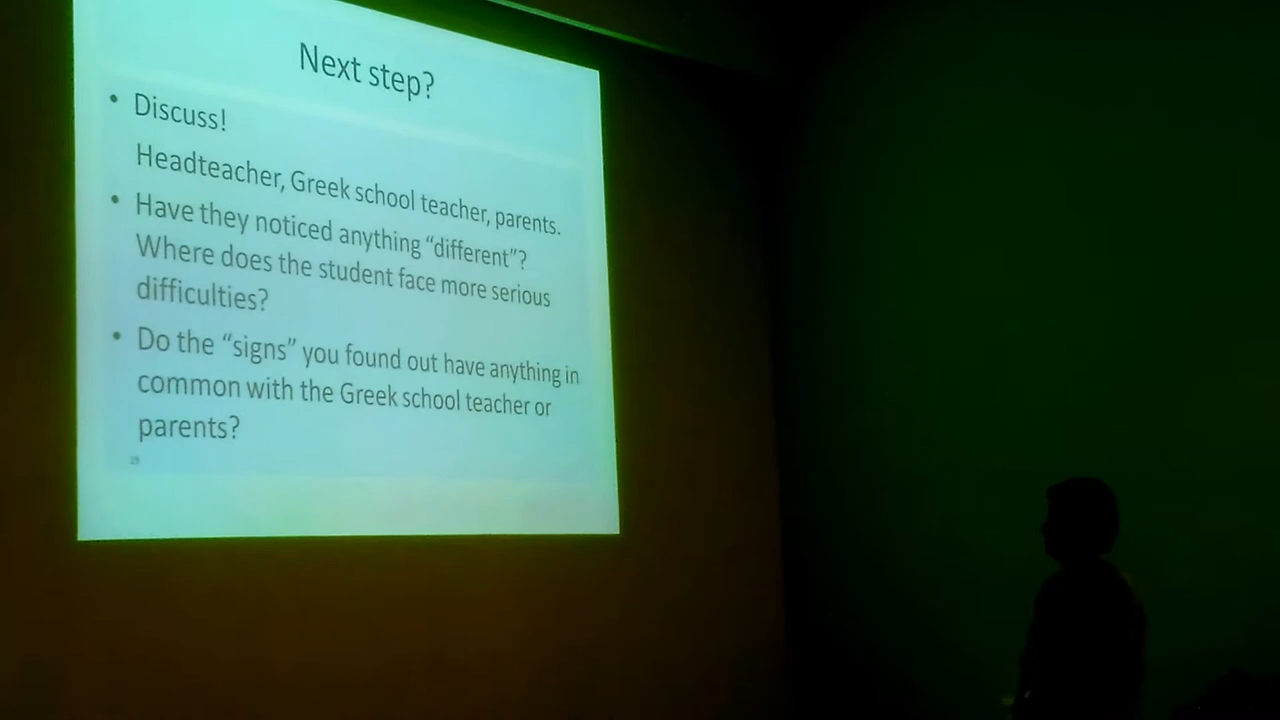 Next step?
• Discuss!
Headteacher, Greek school teacher, parents.
• Have they noticed anything “different”?
Where does the student face more serious
difficulties?
• Do the “signs” you found out have anything in
common with the Greek school teacher or
parents?